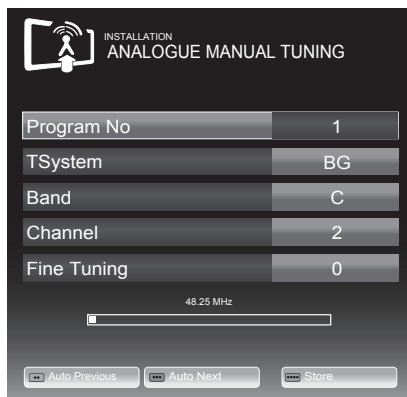 INSTALLATION
ANALOGUE MANUAL TUNING
Program No 1
TSystem BG
Band C
Channel 2
Fine Tuning 0
48.25 MHz
Auto Previous Auto Next Store